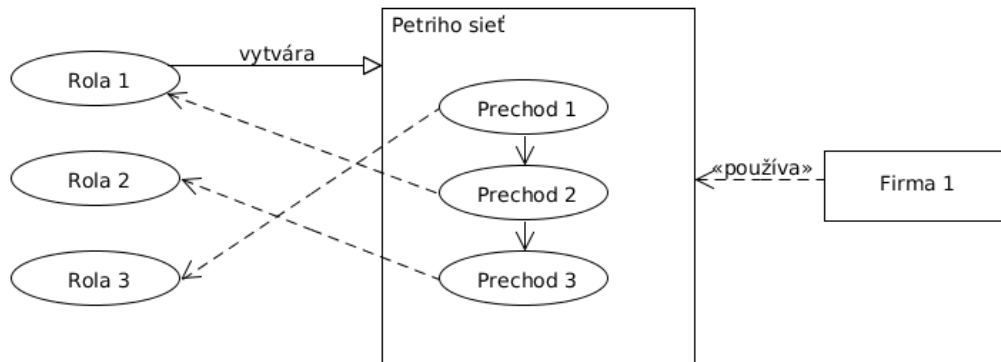 Petriho sieť
vytvára
Rola 1
Prechod 1
Rola 2
Prechod 2
«používa»
Firma 1
Rola 3
Prechod 3